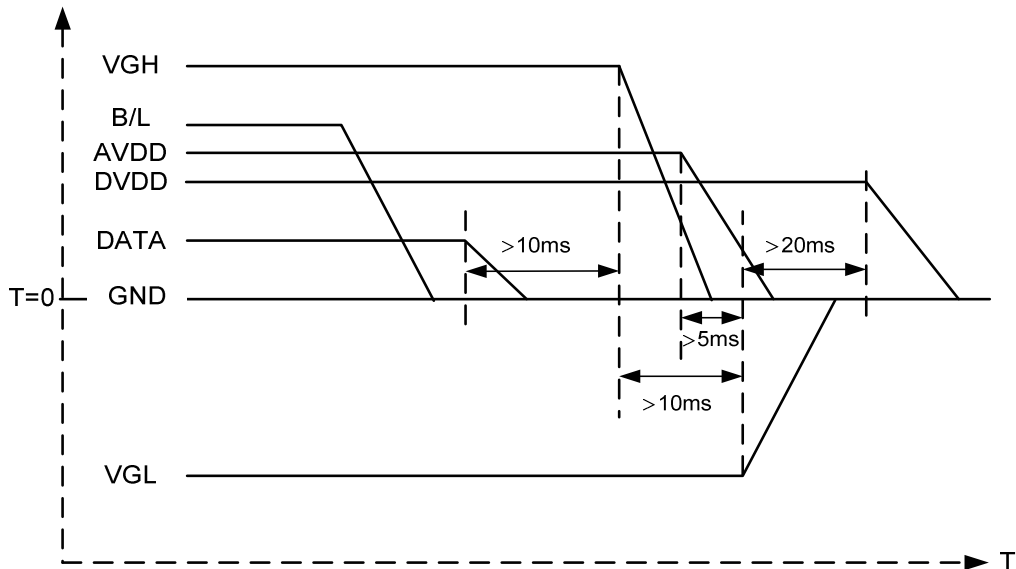 VGH
B/L
AVDD
DVDD
DATA
>10ms
>20ms
T=0
GND
>5ms
>10ms
VGL
T